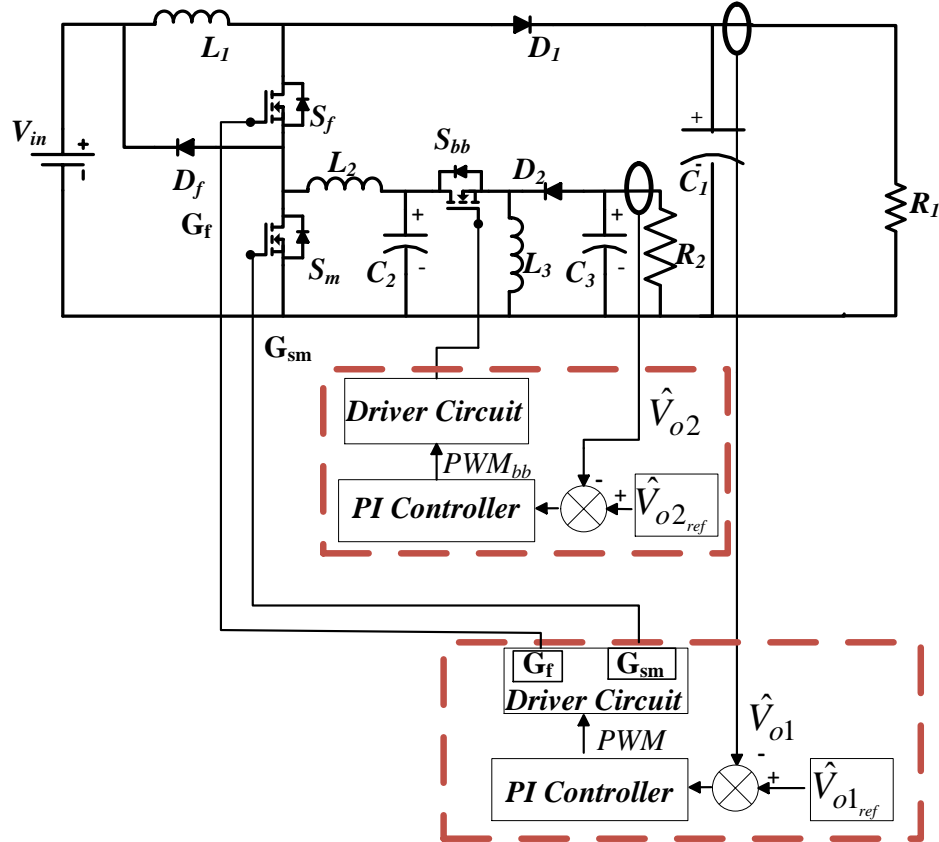 L1
D1
Vin
+
-
Sf
Df
Gf
L2
Sbb
D2
+
C1
-
R1
Sm
+
C2
-
L3
+
C3
-
R2
Gsm
Driver Circuit
V̂o2
PWMbb
PI Controller
-
+
V̂o2ref
Gf
Gsm
Driver Circuit
PWM
V̂o1
-
PI Controller
+
V̂o1ref